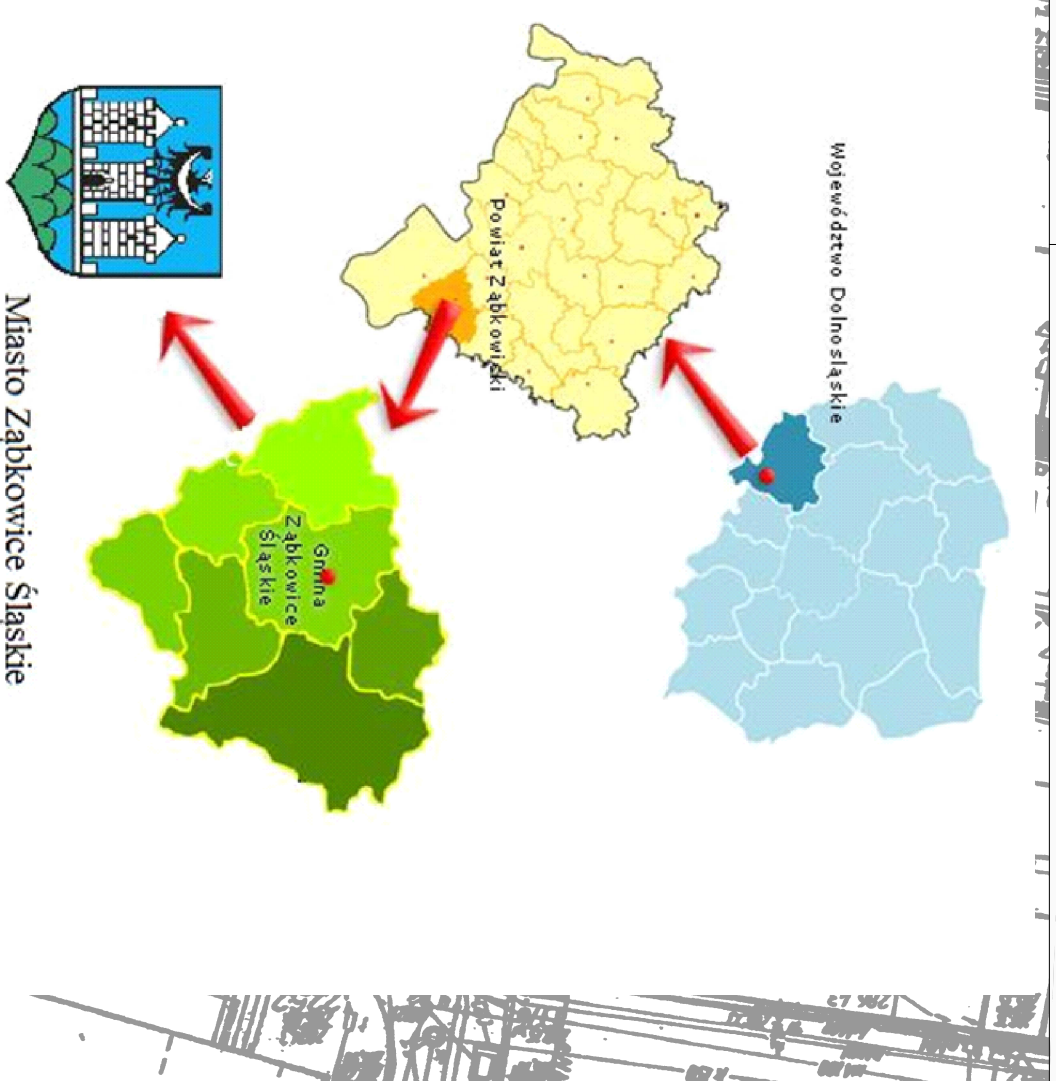 Województwo Dolnośląskie
Powiat Ząbkowicki
Gmina
Ząbkowice
Śląskie
Miasto Ząbkowice Śląskie